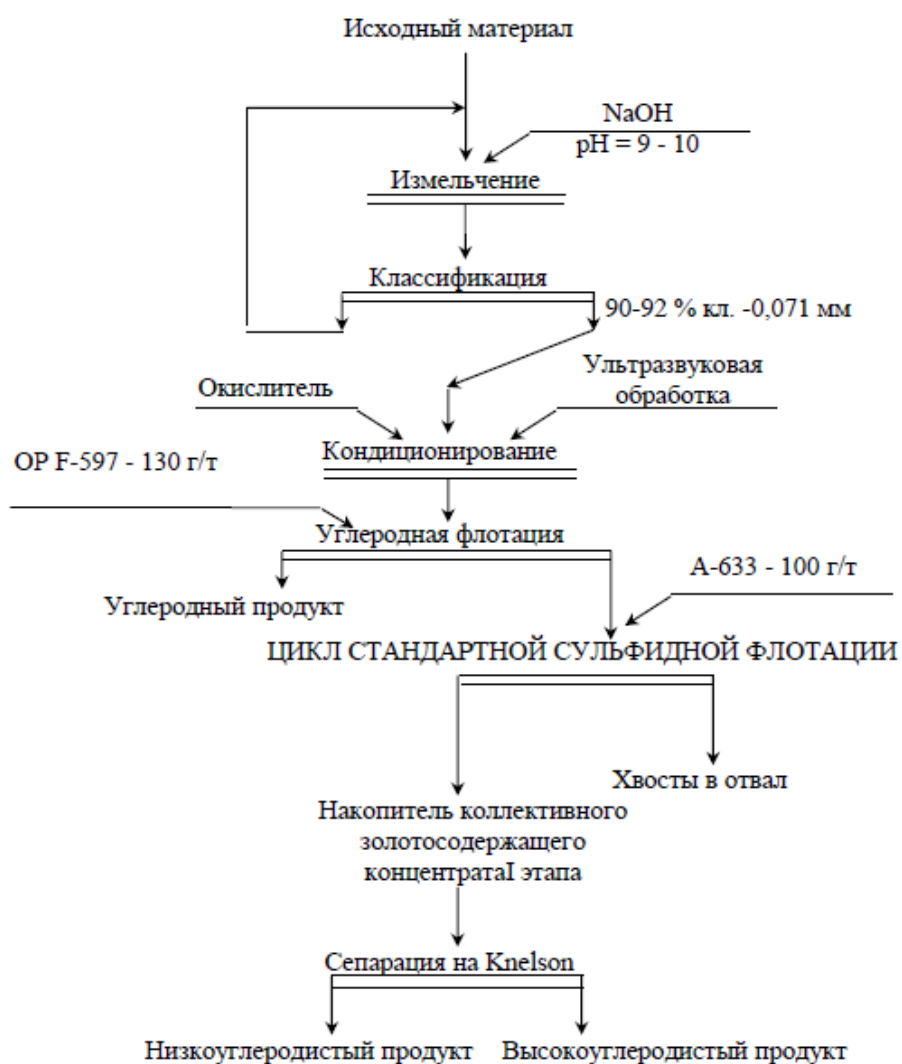 Исходный материал
NaOH
pH = 9 - 10
Измельчение
Классификация
90-92 % кл. -0,071 мм
Окислитель
Ультразвуковая
обработка
Кондиционирование
OP F-597 - 130 г/т
Углеродная флотация
А-633 - 100 г/т
Углеродный продукт
ЦИКЛ СТАНДАРТНОЙ СУЛЬФИДНОЙ ФЛОТАЦИИ
Хвосты в отвал
Накопитель коллективного
золотосодержащего
концентратаI этапа
Сепарация на Knelson
Низкоуглеродистый продукт
Высокоуглеродистый продукт